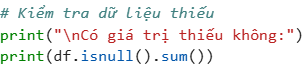 # Kiểm tra dữ liệu thiếu
print("\nCó giá trị thiếu không:")
print(df.isnull().sum())